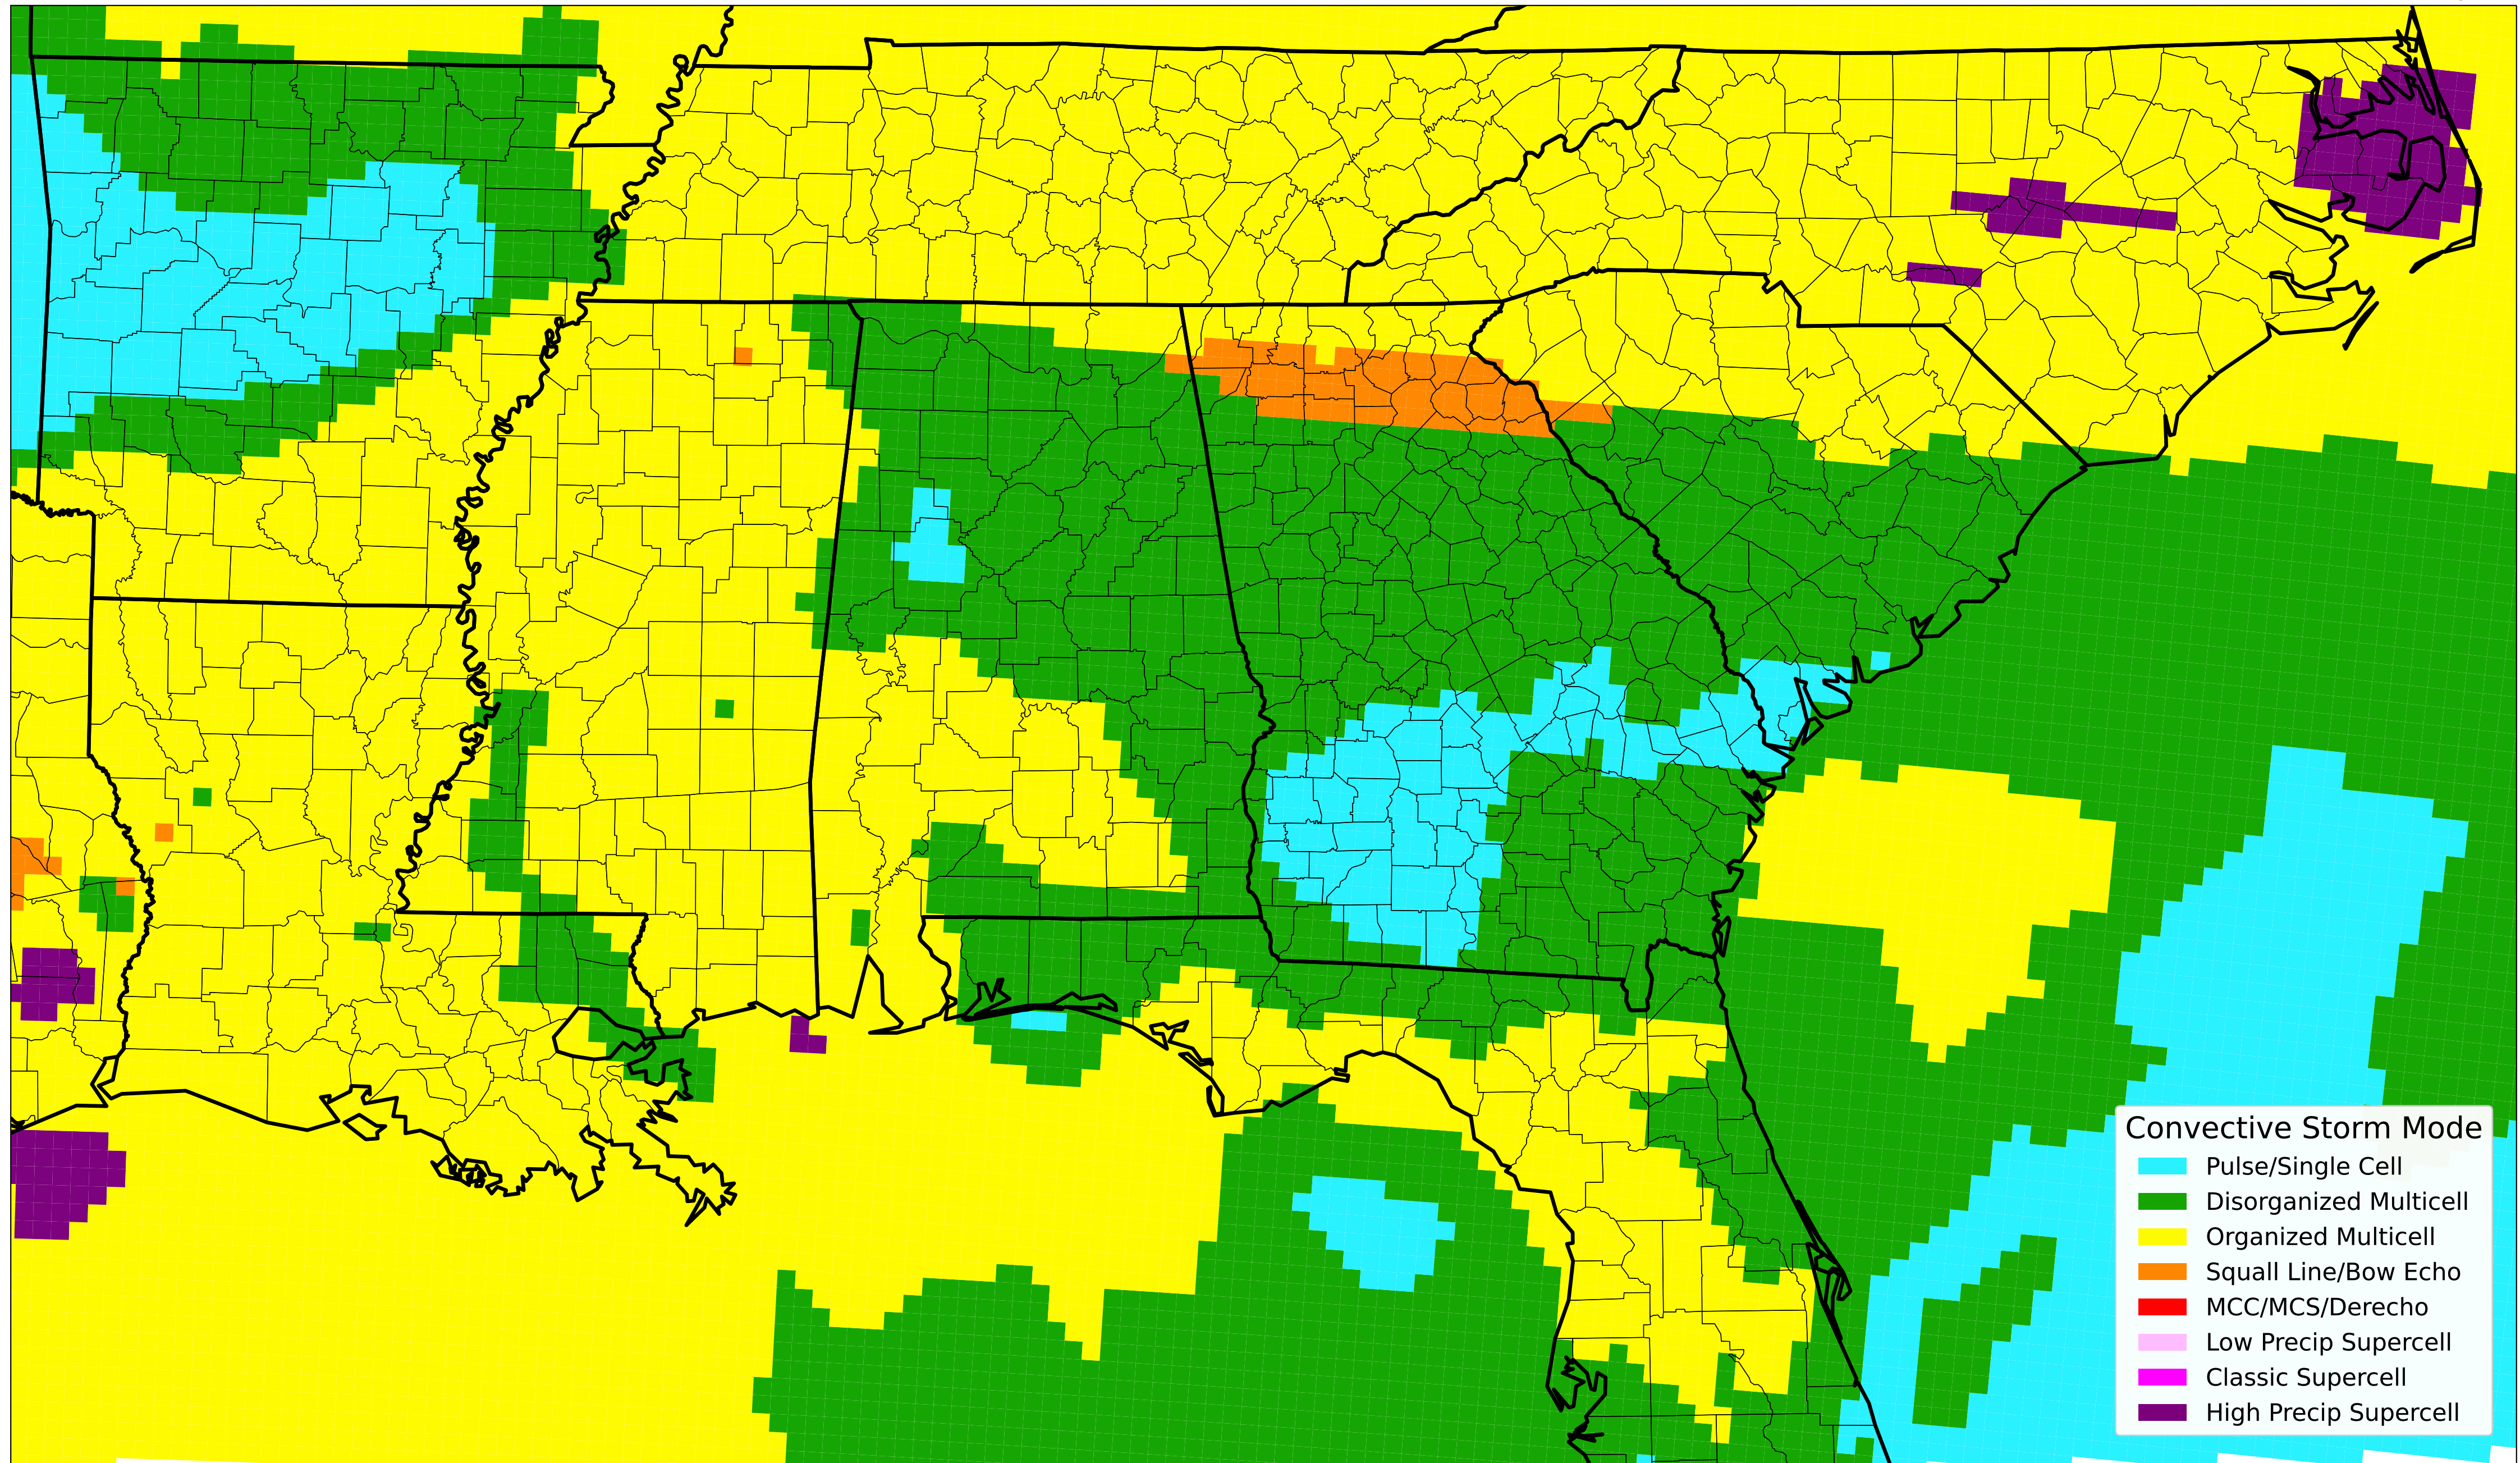 Convective Storm Mode
Pulse/Single Cell
Disorganized Multicell
Organized Multicell
Squall Line/Bow Echo
MCC/MCS/Derecho
Low Precip Supercell
Classic Supercell
High Precip Supercell